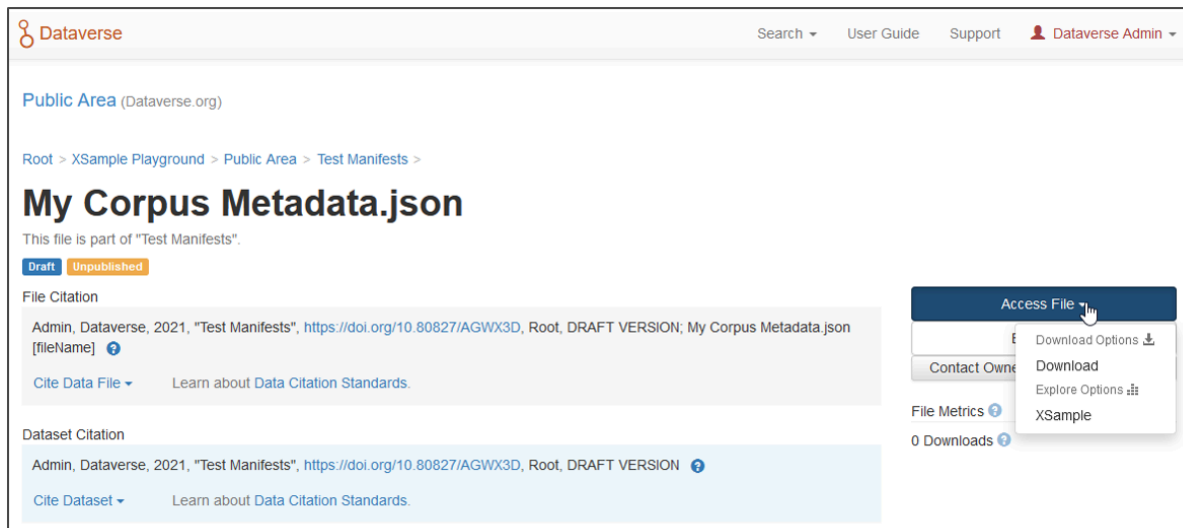 Dataverse
Search
User Guide
Support
Dataverse Admin
Public Area (Dataverse.org)
Root > XSample Playground > Public Area > Test Manifests >
My Corpus Metadata.json
This file is part of "Test Manifests".
Draft Unpublished
File Citation
Admin, Dataverse, 2021, "Test Manifests", https://doi.org/10.80827/AGWX3D, Root, DRAFT VERSION; My Corpus Metadata.json
[fileName]
Cite Data File
Learn about Data Citation Standards.
Dataset Citation
Admin, Dataverse, 2021, "Test Manifests", https://doi.org/10.80827/AGWX3D, Root, DRAFT VERSION
Cite Dataset
Learn about Data Citation Standards.
Access File
Download Options
Download
Explore Options
XSample
Contact Owne
File Metrics
0 Downloads